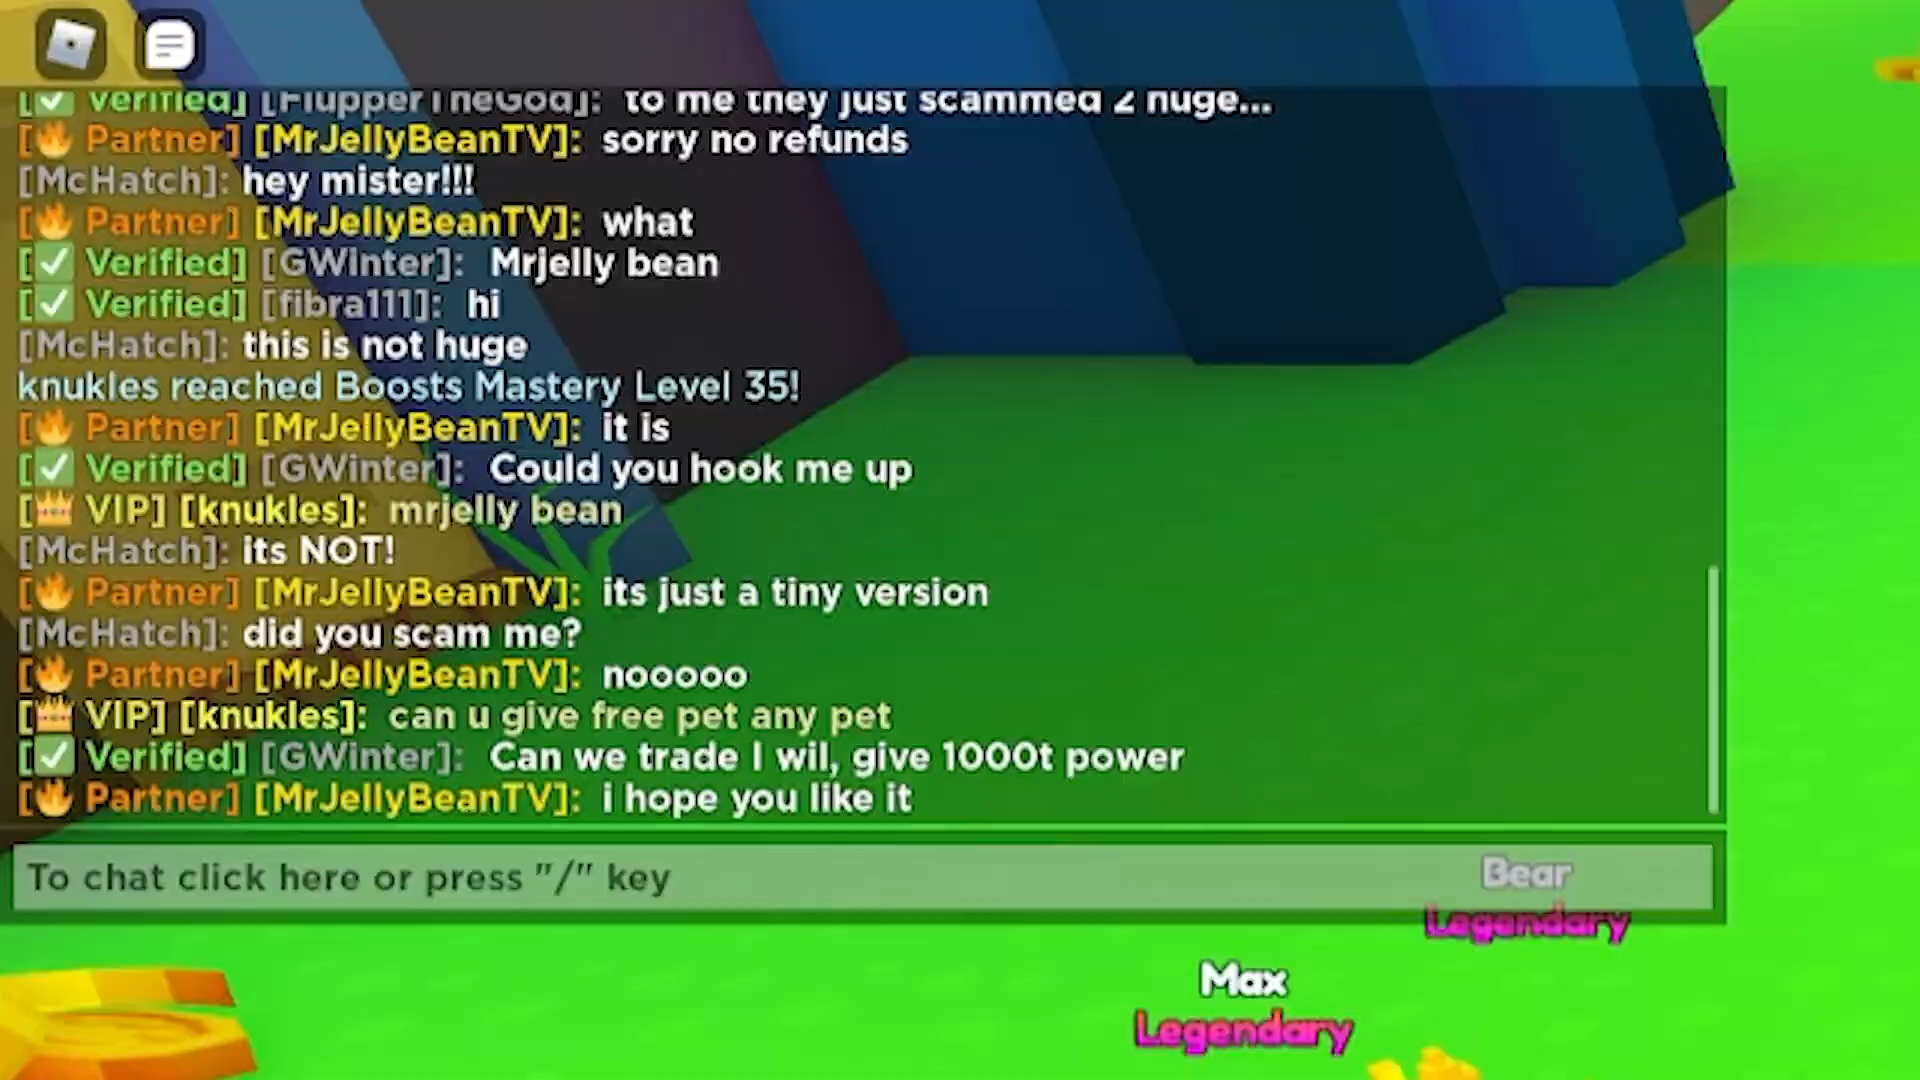 [✅ Verified] [FlupperTheGod]: to me they just scammed 2 huge...
[🔥 Partner] [MrJellyBeanTV]: sorry no refunds
[McHatch]: hey mister!!!
[🔥 Partner] [MrJellyBeanTV]: what
[✅ Verified] [GWinter]: Mrjelly bean
[✅ Verified] [fibra111]: hi
[McHatch]: this is not huge
knukles reached Boosts Mastery Level 35!
[🔥 Partner] [MrJellyBeanTV]: it is
[✅ Verified] [GWinter]: Could you hook me up
[👑 VIP] [knukles]: mrjelly bean
[McHatch]: its NOT!
[🔥 Partner] [MrJellyBeanTV]: its just a tiny version
[McHatch]: did you scam me?
[🔥 Partner] [MrJellyBeanTV]: nooooo
[👑 VIP] [knukles]: can u give free pet any pet
[✅ Verified] [GWinter]: Can we trade I wil, give 1000t power
[🔥 Partner] [MrJellyBeanTV]: i hope you like it
To chat click here or press "/" key
Bear
Legendary
Max
Legendary